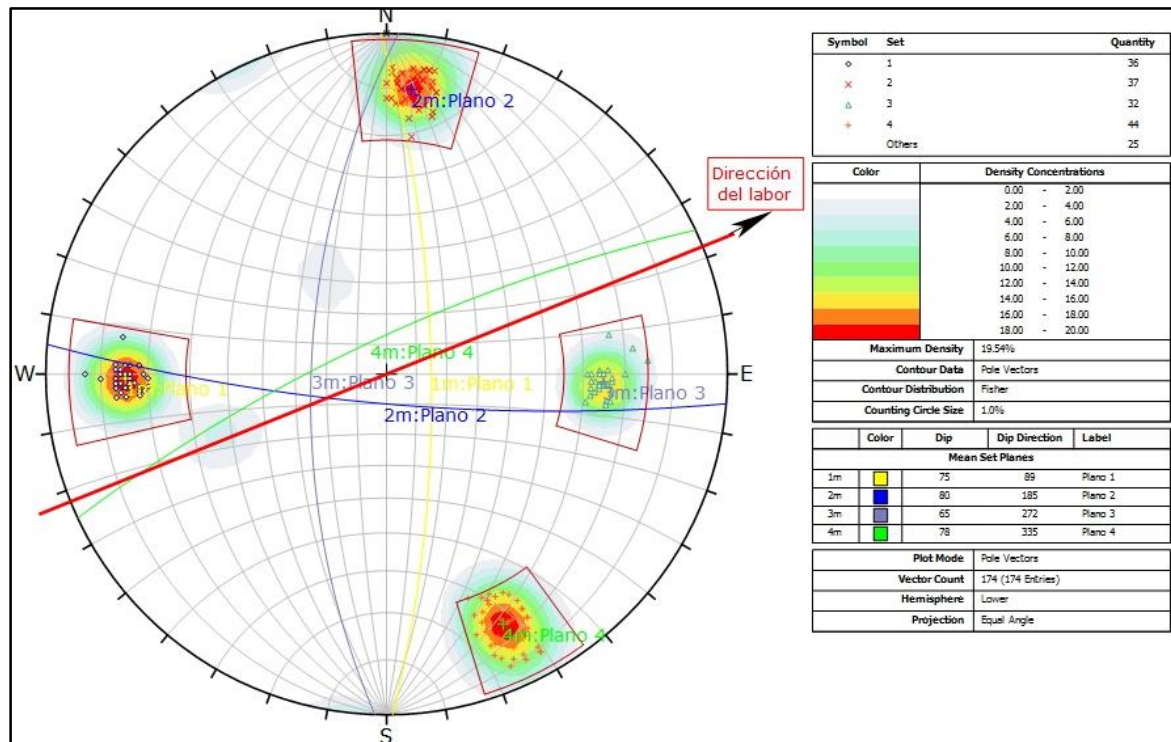 N
2m:Plano 2
Dirección
del labor
W
4m:Plano 4
E
Plano 1
3m:Plano 3
1m:Plano 1
3m:Plano 3
2m:Plano 2
4m:Plano 4
S
Symbol Set Quantity
1 36
2 37
3 32
4 44
Others 25
Color Density Concentrations
0.00 - 2.00
2.00 - 4.00
4.00 - 6.00
6.00 - 8.00
8.00 - 10.00
10.00 - 12.00
12.00 - 14.00
14.00 - 16.00
16.00 - 18.00
18.00 - 20.00
Maximum Density 19.54%
Contour Data Pole Vectors
Contour Distribution Fisher
Counting Circle Size 1.0%
Color Dip Dip Direction Label
Mean Set Planes
1m 75 89 Plano 1
2m 80 185 Plano 2
3m 65 272 Plano 3
4m 78 335 Plano 4
Plot Mode Pole Vectors
Vector Count 174 (174 Entries)
Hemisphere Lower
Projection Equal Angle